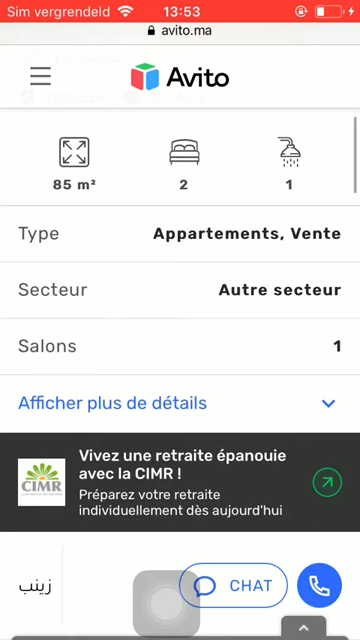 Sim vergrendeld 13:53
avito.ma
Avito
85 m² 2 1
Type Appartements, Vente
Secteur Autre secteur
Salons 1
Afficher plus de détails
Vivez une retraite épanouie
avec la CIMR !
CIMR
Préparez votre retraite
individuellement dès aujourd'hui
زينب
CHAT